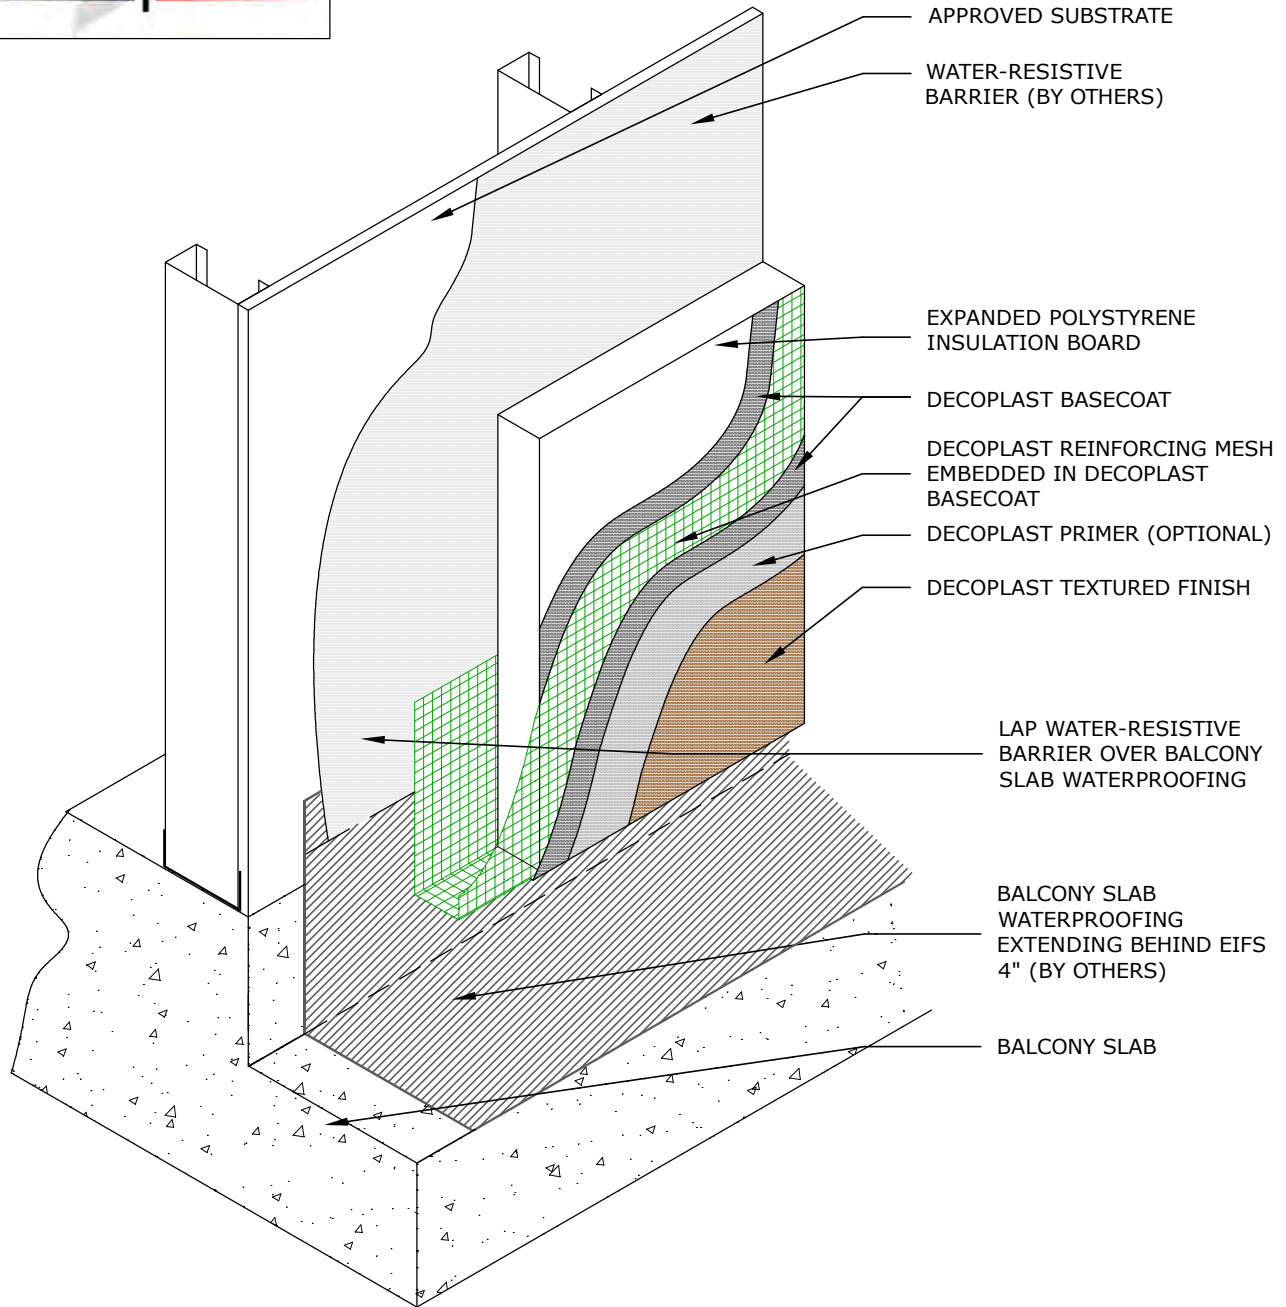 APPROVED SUBSTRATE
WATER-RESISTIVE
BARRIER (BY OTHERS)
EXPANDED POLYSTYRENE
INSULATION BOARD
DECOPLAST BASECOAT
DECOPLAST REINFORCING MESH
EMBEDDED IN DECOPLAST
BASECOAT
DECOPLAST PRIMER (OPTIONAL)
DECOPLAST TEXTURED FINISH
LAP WATER-RESISTIVE
BARRIER OVER BALCONY
SLAB WATERPROOFING
BALCONY SLAB
WATERPROOFING
EXTENDING BEHIND EIFS
4" (BY OTHERS)
BALCONY SLAB